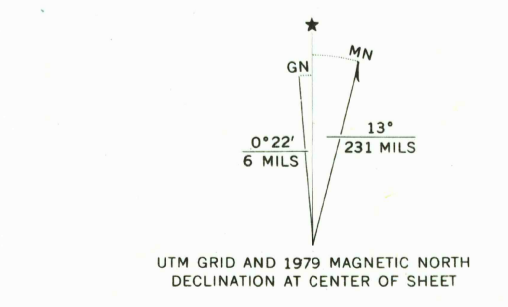 ★
MN
GN
0°22'
6 MILS
13°
231 MILS
UTM GRID AND 1979 MAGNETIC NORTH
DECLINATION AT CENTER OF SHEET